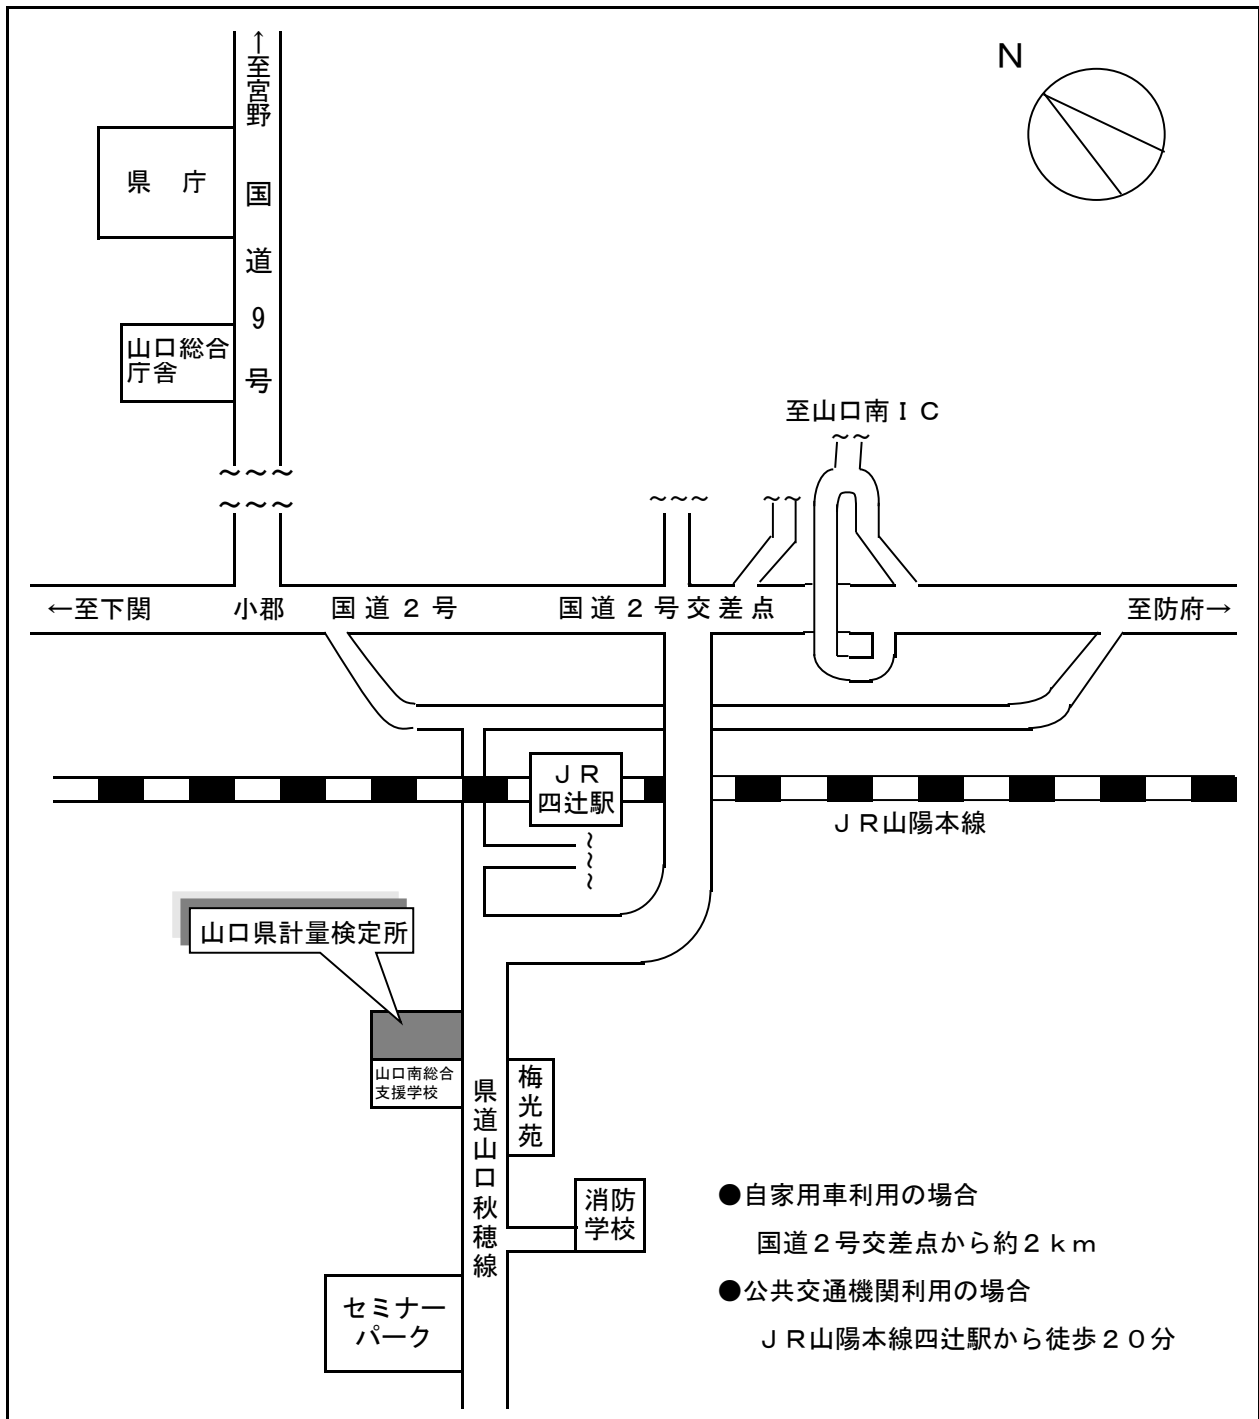 ↑至宮野 国道9号
N
県 庁
山口総合
庁舎
至山口南ＩＣ
～～～
～～～
～～～
～～
～～
←至下関
小郡
国道２号
国道２号交差点
至防府→
ＪＲ
四辻駅
ＪＲ山陽本線
～～～
山口県計量検定所
山口南総合
支援学校
県道山口秋穂線
梅光苑
消防
学校
セミナー
パーク
●自家用車利用の場合
国道２号交差点から約２ｋｍ
●公共交通機関利用の場合
ＪＲ山陽本線四辻駅から徒歩２０分